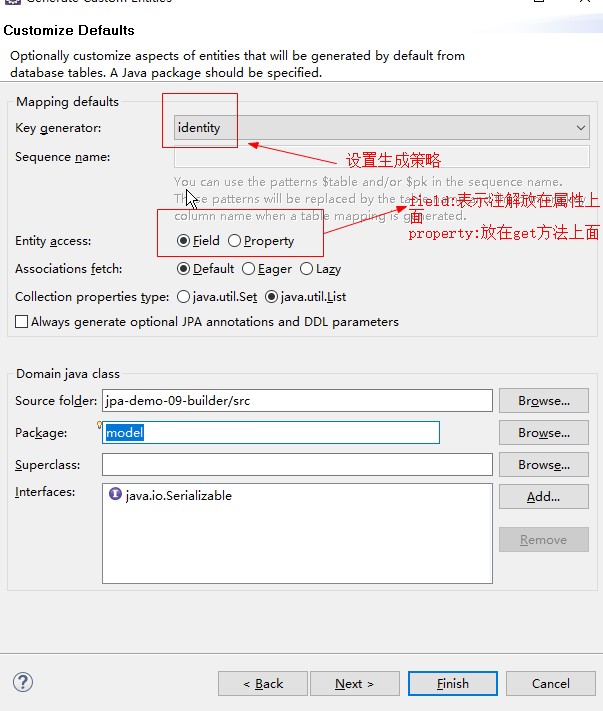 Generate Custom Entities
Customize Defaults
Optionally customize aspects of entities that will be generated by default from
database tables. A Java package should be specified.
Mapping defaults
Key generator:
identity
Sequence name:
设置生成策略
You can use the patterns $table and/or $pk in the sequence name.
These patterns will be replaced by the
column name when a table mapping is generated.
:表示注解放在属性上
面
property:放在get方法上面
Entity access:
Field
Property
Associations fetch:
Default
Eager
Lazy
Collection properties type:
java.util.Set
java.util.List
Always generate optional JPA annotations and DDL parameters
Domain java class
Source folder:
jpa-demo-09-builder/src
Browse...
Package:
model
Browse...
Superclass:
Browse...
Interfaces:
java.io.Serializable
Add...
Remove
< Back
Next >
Finish
Cancel